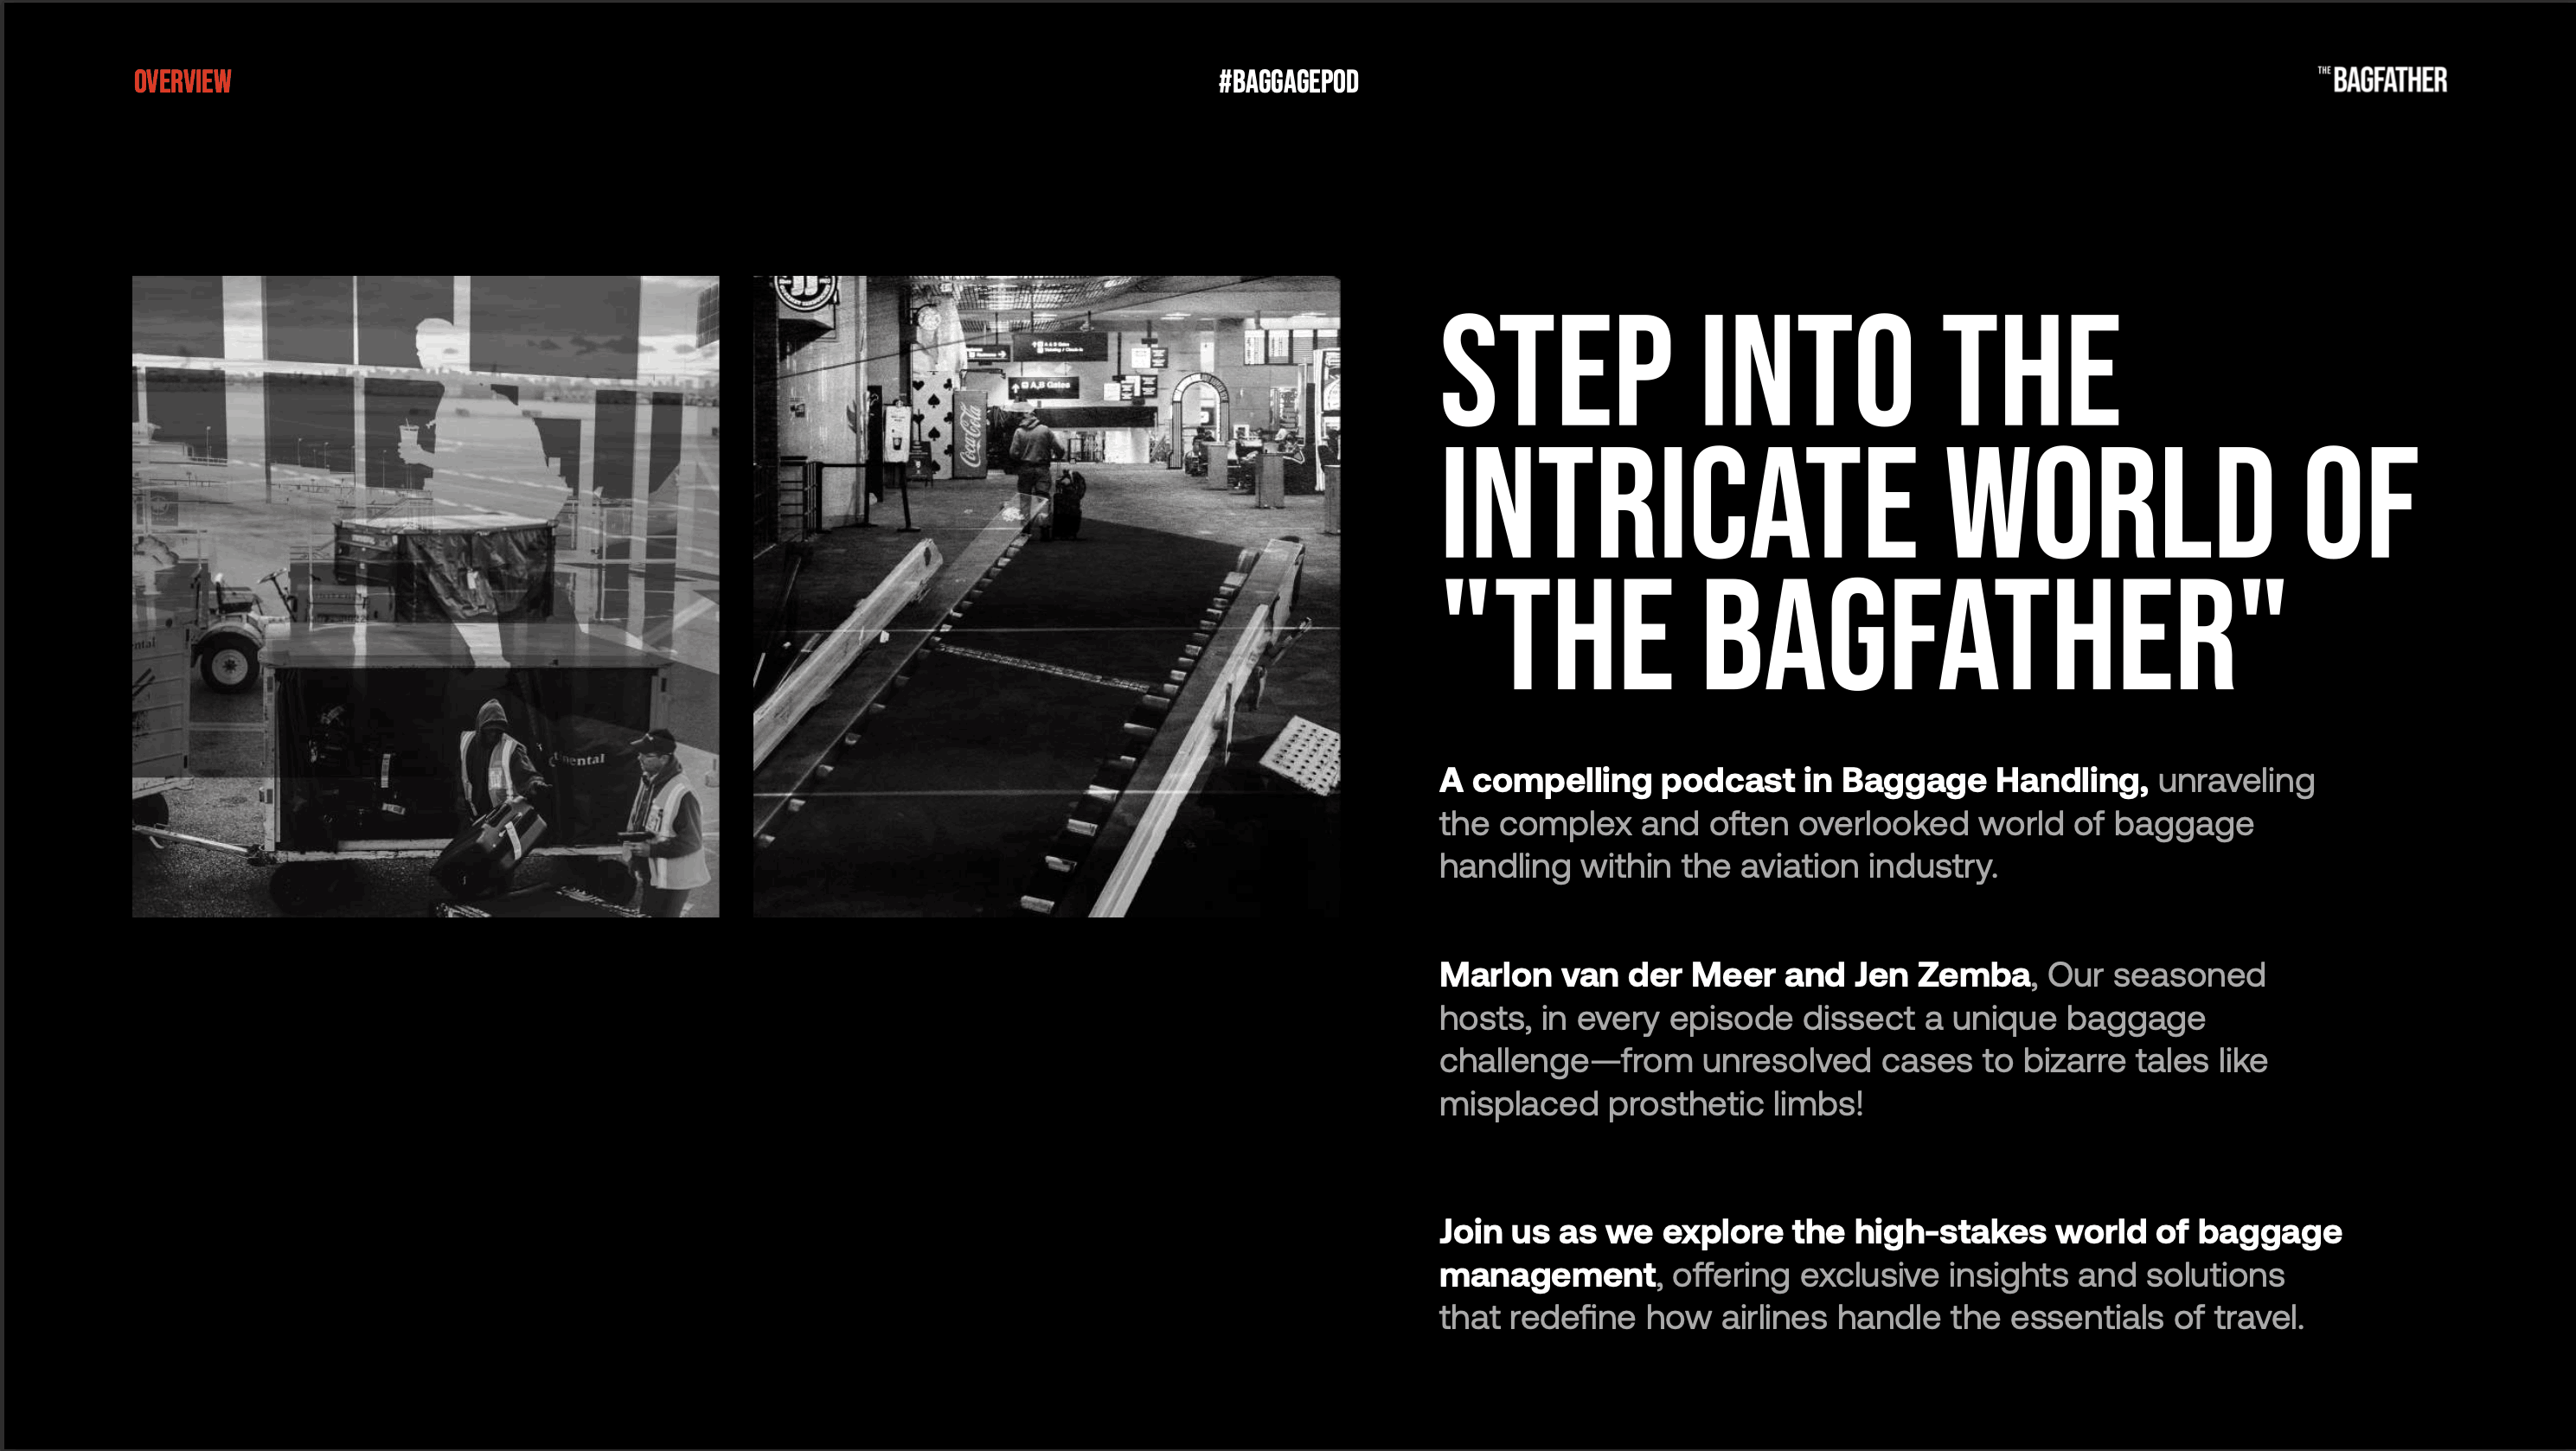 OVERVIEW
#BAGGAGEPOD
THE BAGFATHER
Coca-Cola
A,B Gates
STEP INTO THE
INTRICATE WORLD OF
"THE BAGFATHER"
A compelling podcast in Baggage Handling, unraveling
the complex and often overlooked world of baggage
handling within the aviation industry.
Marlon van der Meer and Jen Zemba, Our seasoned
hosts, in every episode dissect a unique baggage
challenge—from unresolved cases to bizarre tales like
misplaced prosthetic limbs!
Join us as we explore the high-stakes world of baggage
management, offering exclusive insights and solutions
that redefine how airlines handle the essentials of travel.